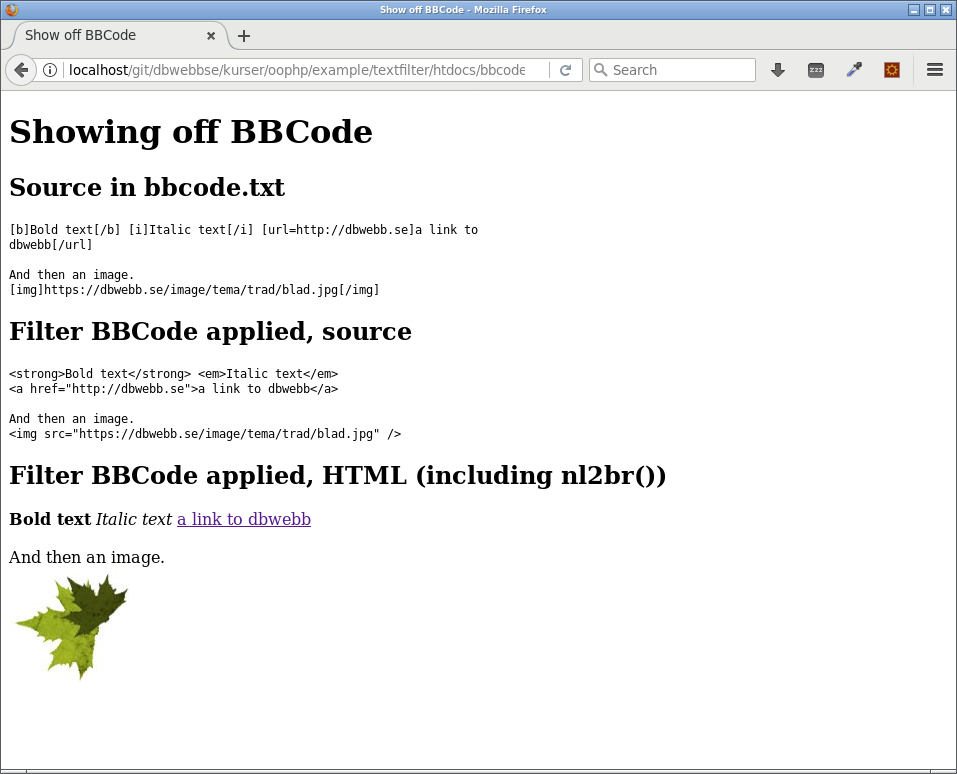 Show off BBCode - Mozilla Firefox
Show off BBCode
localhost/git/dbwebbse/kurser/oophp/example/textfilter/htdocs/bbcode
Search
zzz
Showing off BBCode
Source in bbcode.txt
[b]Bold text[/b] [i]Italic text[/i] [url=http://dbwebb.se]a link to
dbwebb[/url]
And then an image.
[img]https://dbwebb.se/image/tema/trad/blad.jpg[/img]
Filter BBCode applied, source
<strong>Bold text</strong> <em>Italic text</em>
<a href="http://dbwebb.se">a link to dbwebb</a>
And then an image.
<img src="https://dbwebb.se/image/tema/trad/blad.jpg" />
Filter BBCode applied, HTML (including nl2br())
Bold text Italic text a link to dbwebb
And then an image.